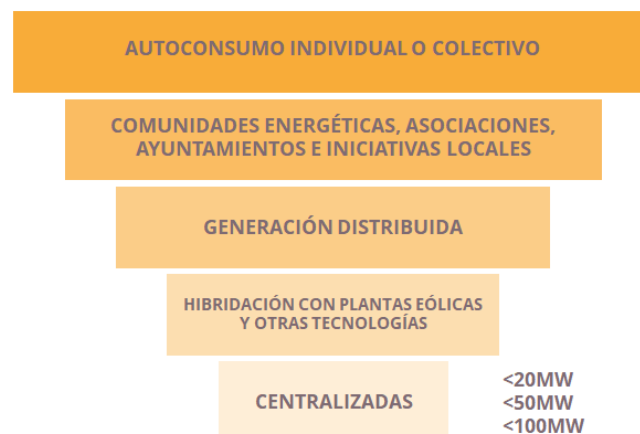 AUTOCONSUMO INDIVIDUAL O COLECTIVO
COMUNIDADES ENERGÉTICAS, ASOCIACIONES,
AYUNTAMIENTOS E INICIATIVAS LOCALES
GENERACIÓN DISTRIBUIDA
HIBRIDACIÓN CON PLANTAS EÓLICAS
Y OTRAS TECNOLOGÍAS
CENTRALIZADAS
<20MW
<50MW
<100MW